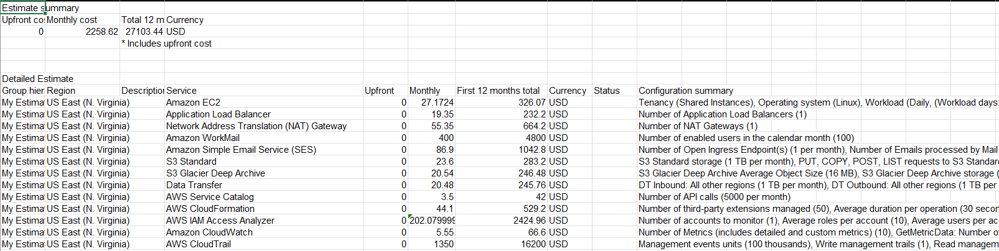 Estimate summary
Upfront co Monthly cost Total 12 m Currency
0 2258.62 27103.44 USD
* Includes upfront cost
Detailed Estimate
Group hier Region Description Service Upfront Monthly First 12 months total Currency Status Configuration summary
My Estima US East (N. Virginia) Amazon EC2 0 27.1724 326.07 USD Tenancy (Shared Instances), Operating system (Linux), Workload (Daily, (Workload days:
My Estima US East (N. Virginia) Application Load Balancer 0 19.35 232.2 USD Number of Application Load Balancers (1)
My Estima US East (N. Virginia) Network Address Translation (NAT) Gateway 0 55.35 664.2 USD Number of NAT Gateways (1)
My Estima US East (N. Virginia) Amazon WorkMail 0 400 4800 USD Number of enabled users in the calendar month (100)
My Estima US East (N. Virginia) Amazon Simple Email Service (SES) 0 86.9 1042.8 USD Number of Open Ingress Endpoint(s) (1 per month), Number of Emails processed by Mail
My Estima US East (N. Virginia) S3 Standard 0 23.6 283.2 USD S3 Standard storage (1 TB per month), PUT, COPY, POST, LIST requests to S3 Standar
My Estima US East (N. Virginia) S3 Glacier Deep Archive 0 20.54 246.48 USD S3 Glacier Deep Archive Average Object Size (16 MB), S3 Glacier Deep Archive storage (
My Estima US East (N. Virginia) Data Transfer 0 20.48 245.76 USD DT Inbound: All other regions (1 TB per month), DT Outbound: All other regions (1 TB per
My Estima US East (N. Virginia) AWS Service Catalog 0 3.5 42 USD Number of API calls (5000 per month)
My Estima US East (N. Virginia) AWS CloudFormation 0 44.1 529.2 USD Number of third-party extensions managed (50), Average duration per operation (30 secon
My Estima US East (N. Virginia) AWS IAM Access Analyzer 0 202.079999 2424.96 USD Number of accounts to monitor (1), Average roles per account (10), Average users per ac
My Estima US East (N. Virginia) Amazon CloudWatch 0 5.55 66.6 USD Number of Metrics (includes detailed and custom metrics) (10), GetMetricData: Number o
My Estima US East (N. Virginia) AWS CloudTrail 0 1350 16200 USD Management events units (100 thousands), Write management trails (1), Read managem